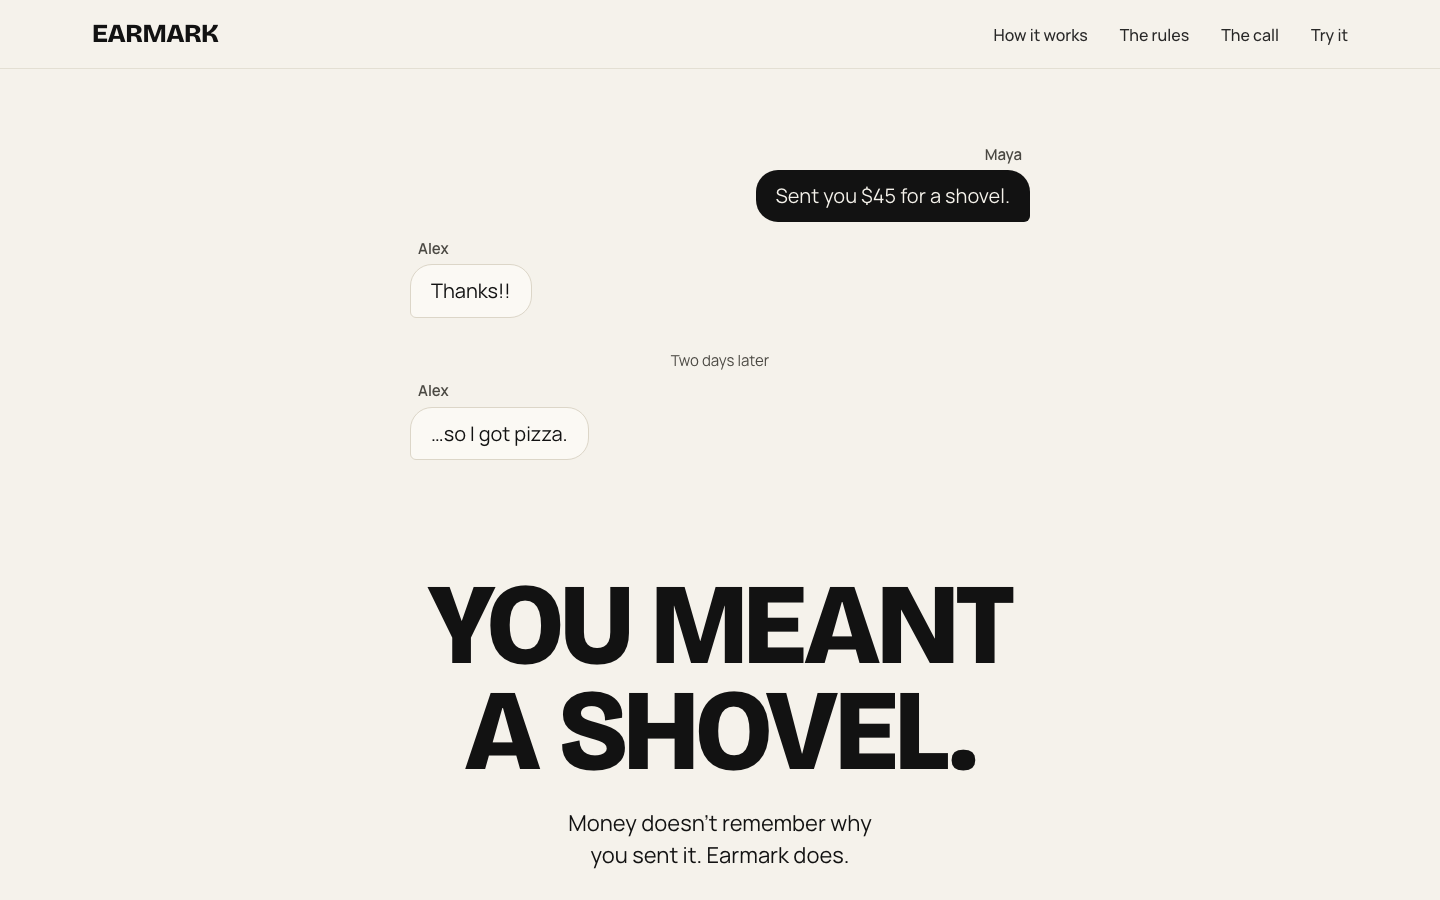 EARMARK
How it works
The rules
The call
Try it
Maya
Sent you $45 for a shovel.
Alex
Thanks!!
Two days later
Alex
…so I got pizza.
YOU MEANT
A SHOVEL.
Money doesn’t remember why
you sent it. Earmark does.